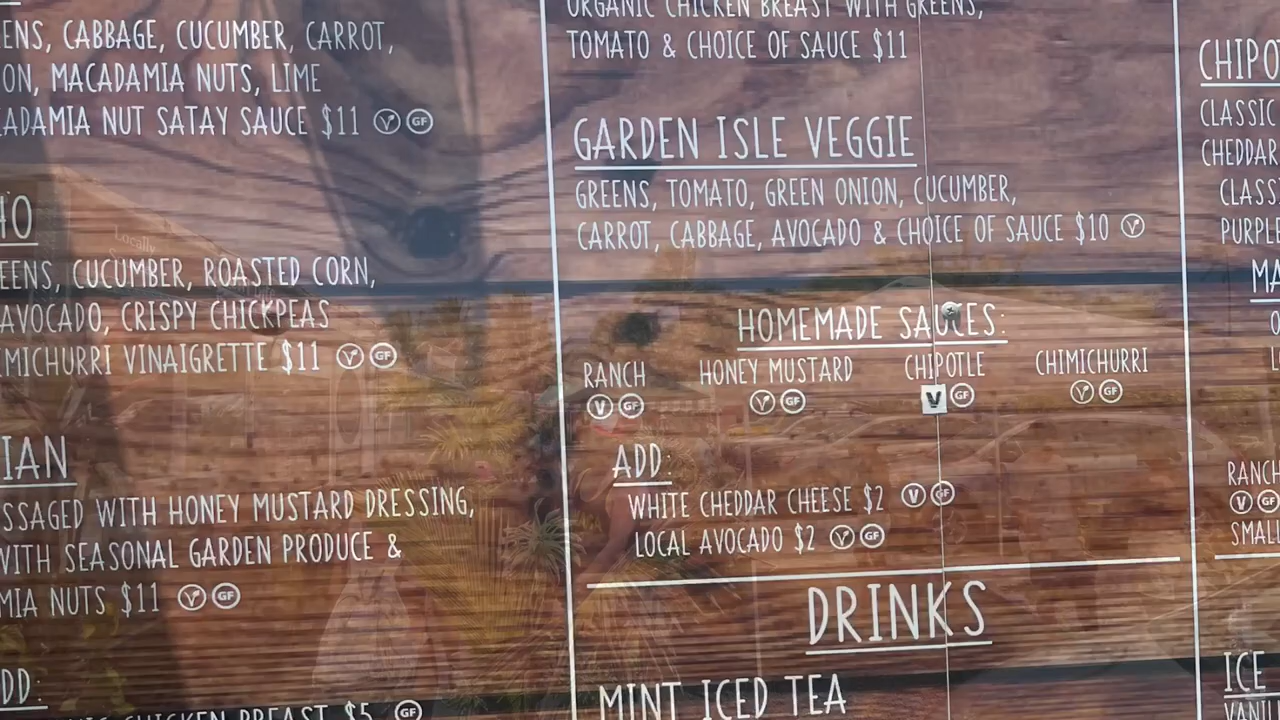 ENS, CABBAGE, CUCUMBER, CARROT,
ON, MACADAMIA NUTS, LIME
ADAMIA NUT SATAY SAUCE $11 V GF
HO
EENS, CUCUMBER, ROASTED CORN,
AVOCADO, CRISPY CHICKPEAS
IMICHURRI VINAIGRETTE $11 V GF
IAN
SSAGED WITH HONEY MUSTARD DRESSING,
WITH SEASONAL GARDEN PRODUCE &
MIA NUTS $11 V GF
DD:
CHICKEN BREAST $5 GF
ORGANIC CHICKEN BREAST WITH GREENS,
TOMATO & CHOICE OF SAUCE $11
GARDEN ISLE VEGGIE
GREENS, TOMATO, GREEN ONION, CUCUMBER,
CARROT, CABBAGE, AVOCADO & CHOICE OF SAUCE $10 V
HOMEMADE SAUCES:
RANCH HONEY MUSTARD CHIPOTLE CHIMICHURRI
V GF V GF V GF V GF
ADD:
WHITE CHEDDAR CHEESE $2 V GF
LOCAL AVOCADO $2 V GF
DRINKS
MINT ICED TEA
CHIPO
CLASSIC
CHEDDAR
CLASS
PURPLE
MA
RANCH
V GF
SMALL
ICE
VANIL
Locally